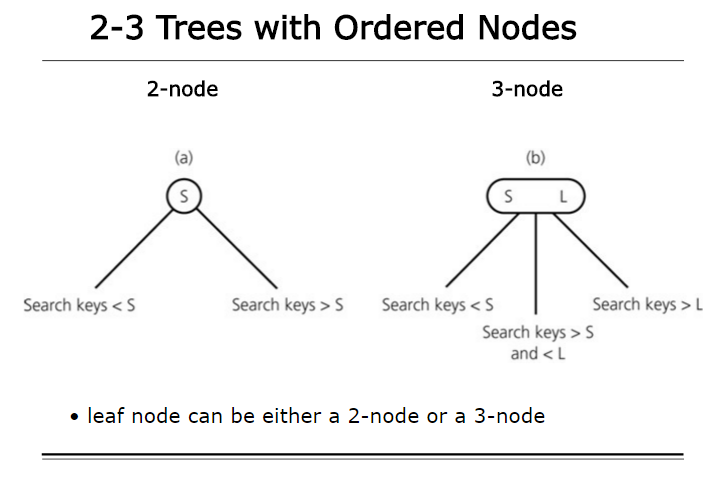 2-3 Trees with Ordered Nodes
2-node
3-node
(a)
(b)
S
S L
Search keys < S
Search keys > S
Search keys < S
Search keys > S
and < L
Search keys > L
• leaf node can be either a 2-node or a 3-node